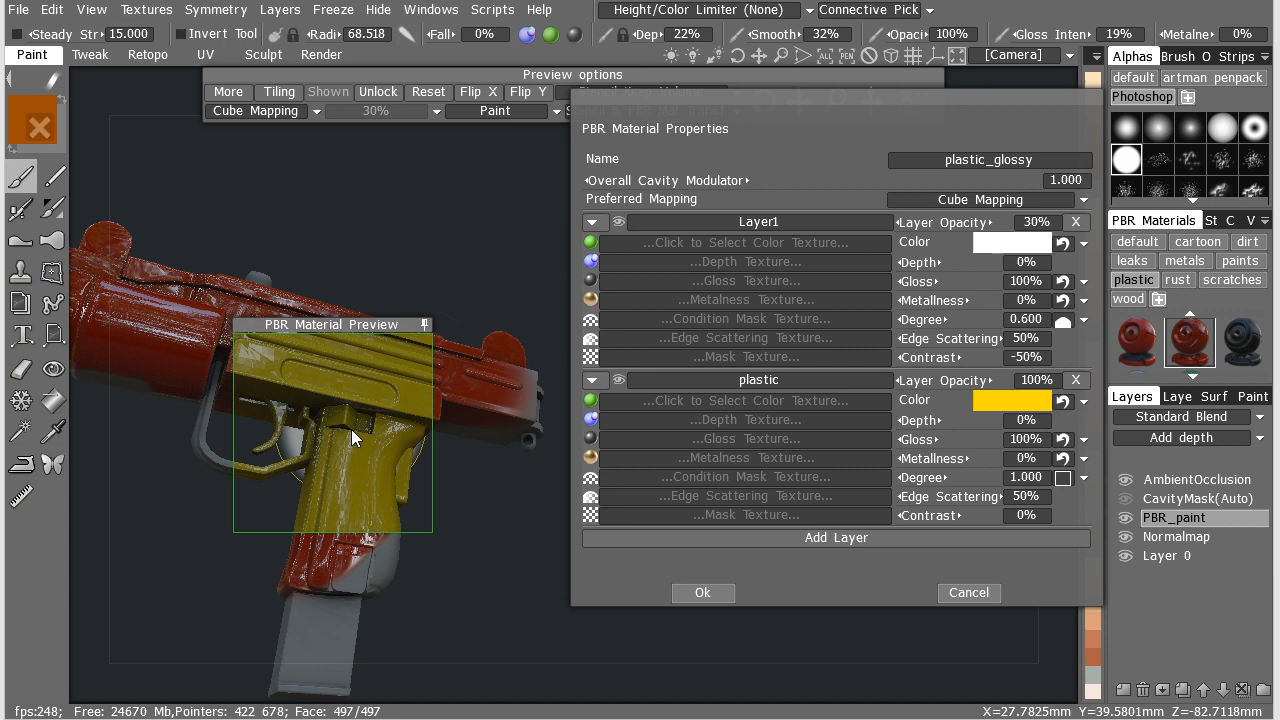 File Edit View Textures Symmetry Layers Freeze Hide Windows Scripts Help Height/Color Limiter (None) Connective Pick
Steady Str 15.000 Invert Tool Radi 68.518 Fall 0% Dep 22% Smooth 32% Opaci 100% Gloss Inten 19% Metalne 0%
Paint Tweak Retopo UV Sculpt Render ALL PEN [Camera]
Preview options
More Tiling Shown Unlock Reset Flip X Flip Y
Cube Mapping 30% Paint
PBR Material Properties
Name plastic_glossy
Overall Cavity Modulator 1.000
Preferred Mapping Cube Mapping
Layer1 Layer Opacity 30% X
...Click to Select Color Texture... Color
...Depth Texture... Depth 0%
...Gloss Texture... Gloss 100%
...Metalness Texture... Metallness 0%
...Condition Mask Texture... Degree 0.600
...Edge Scattering Texture... Edge Scattering 50%
...Mask Texture... Contrast -50%
plastic Layer Opacity 100% X
...Click to Select Color Texture... Color
...Depth Texture... Depth 0%
...Gloss Texture... Gloss 100%
...Metalness Texture... Metallness 0%
...Condition Mask Texture... Degree 1.000
...Edge Scattering Texture... Edge Scattering 50%
...Mask Texture... Contrast 0%
Add Layer
Ok Cancel
PBR Material Preview
Alphas Brush O Strips
default artman penpack
Photoshop
PBR Materials St C V
default cartoon dirt
leaks metals paints
plastic rust scratches
wood
Layers Laye Surf Paint
Standard Blend
Add depth
AmbientOcclusion
CavityMask(Auto)
PBR_paint
Normalmap
Layer 0
fps:248; Free: 24670 Mb,Pointers: 422 678; Face: 497/497 X=27.7825mm Y=39.5801mm Z=-82.7118mm